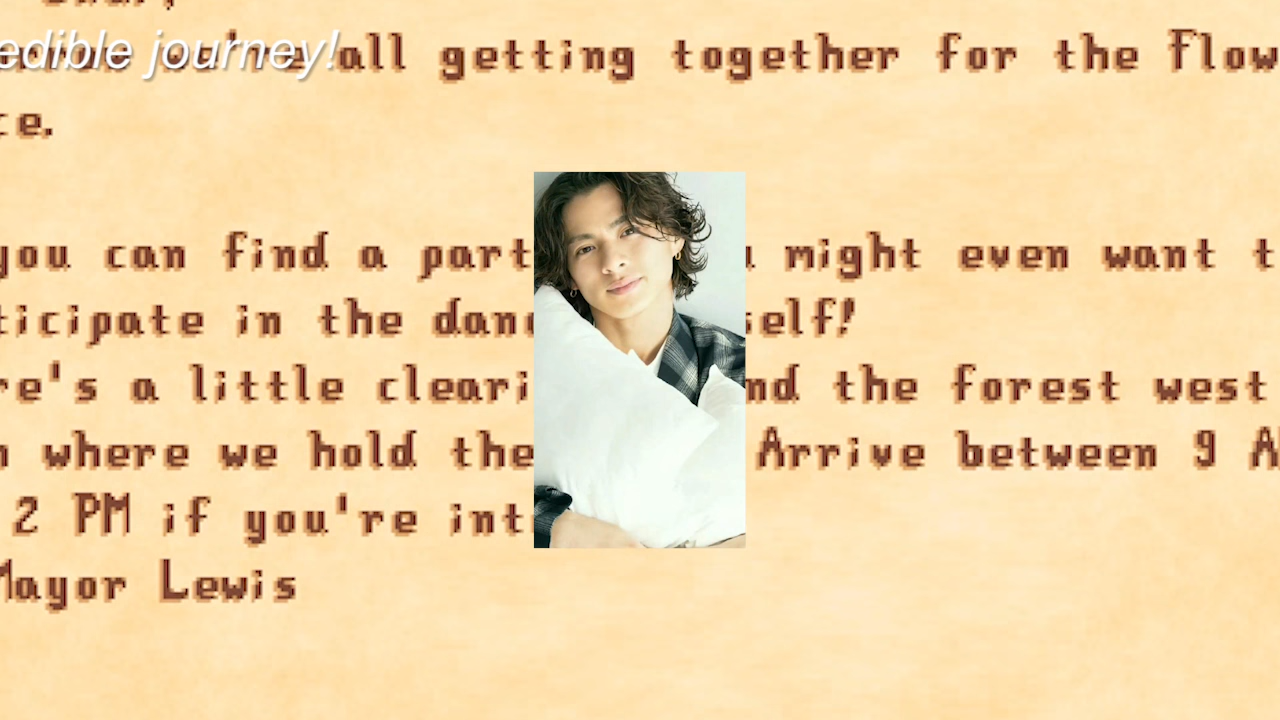 edible journey!
all getting together for the Flow
ce.
you can find a part might even want t
ticipate in the danc self!
re's a little cleari nd the forest west
n where we hold the Arrive between 9 A
2 PM if you're int
Mayor Lewis